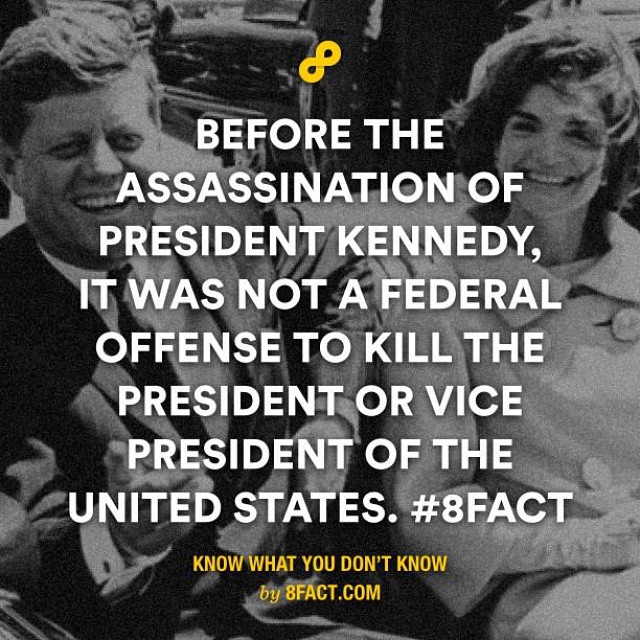 BEFORE THE
ASSASSINATION OF
PRESIDENT KENNEDY,
IT WAS NOT A FEDERAL
OFFENSE TO KILL THE
PRESIDENT OR VICE
PRESIDENT OF THE
UNITED STATES. #8FACT
KNOW WHAT YOU DON'T KNOW
by 8FACT.COM